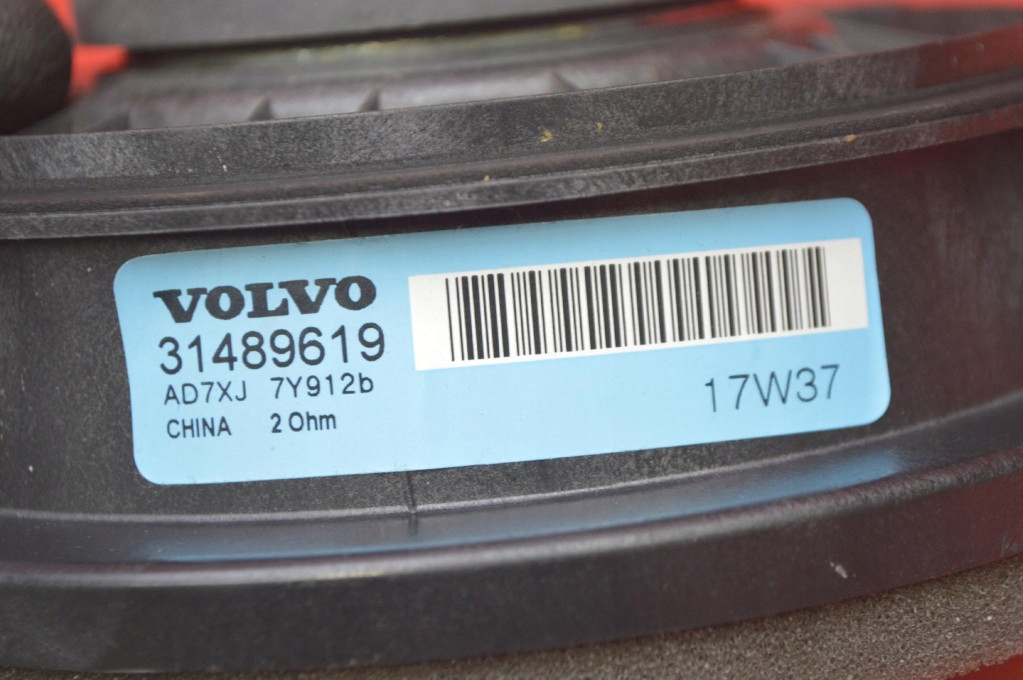 VOLVO
31489619
AD7XJ 7Y912b
CHINA 2 Ohm
17W37